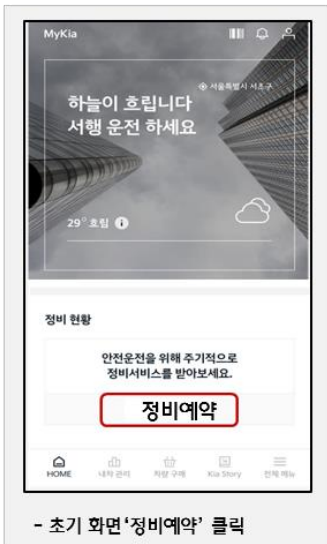 MyKia
서울특별시 서초구
하늘이 흐립니다
서행 운전 하세요
29° 흐림
정비 현황
안전운전을 위해 주기적으로
정비서비스를 받아보세요.
정비예약
HOME 내차 관리 차량 구매 Kia Story 전체 메뉴
- 초기 화면‘정비예약’ 클릭